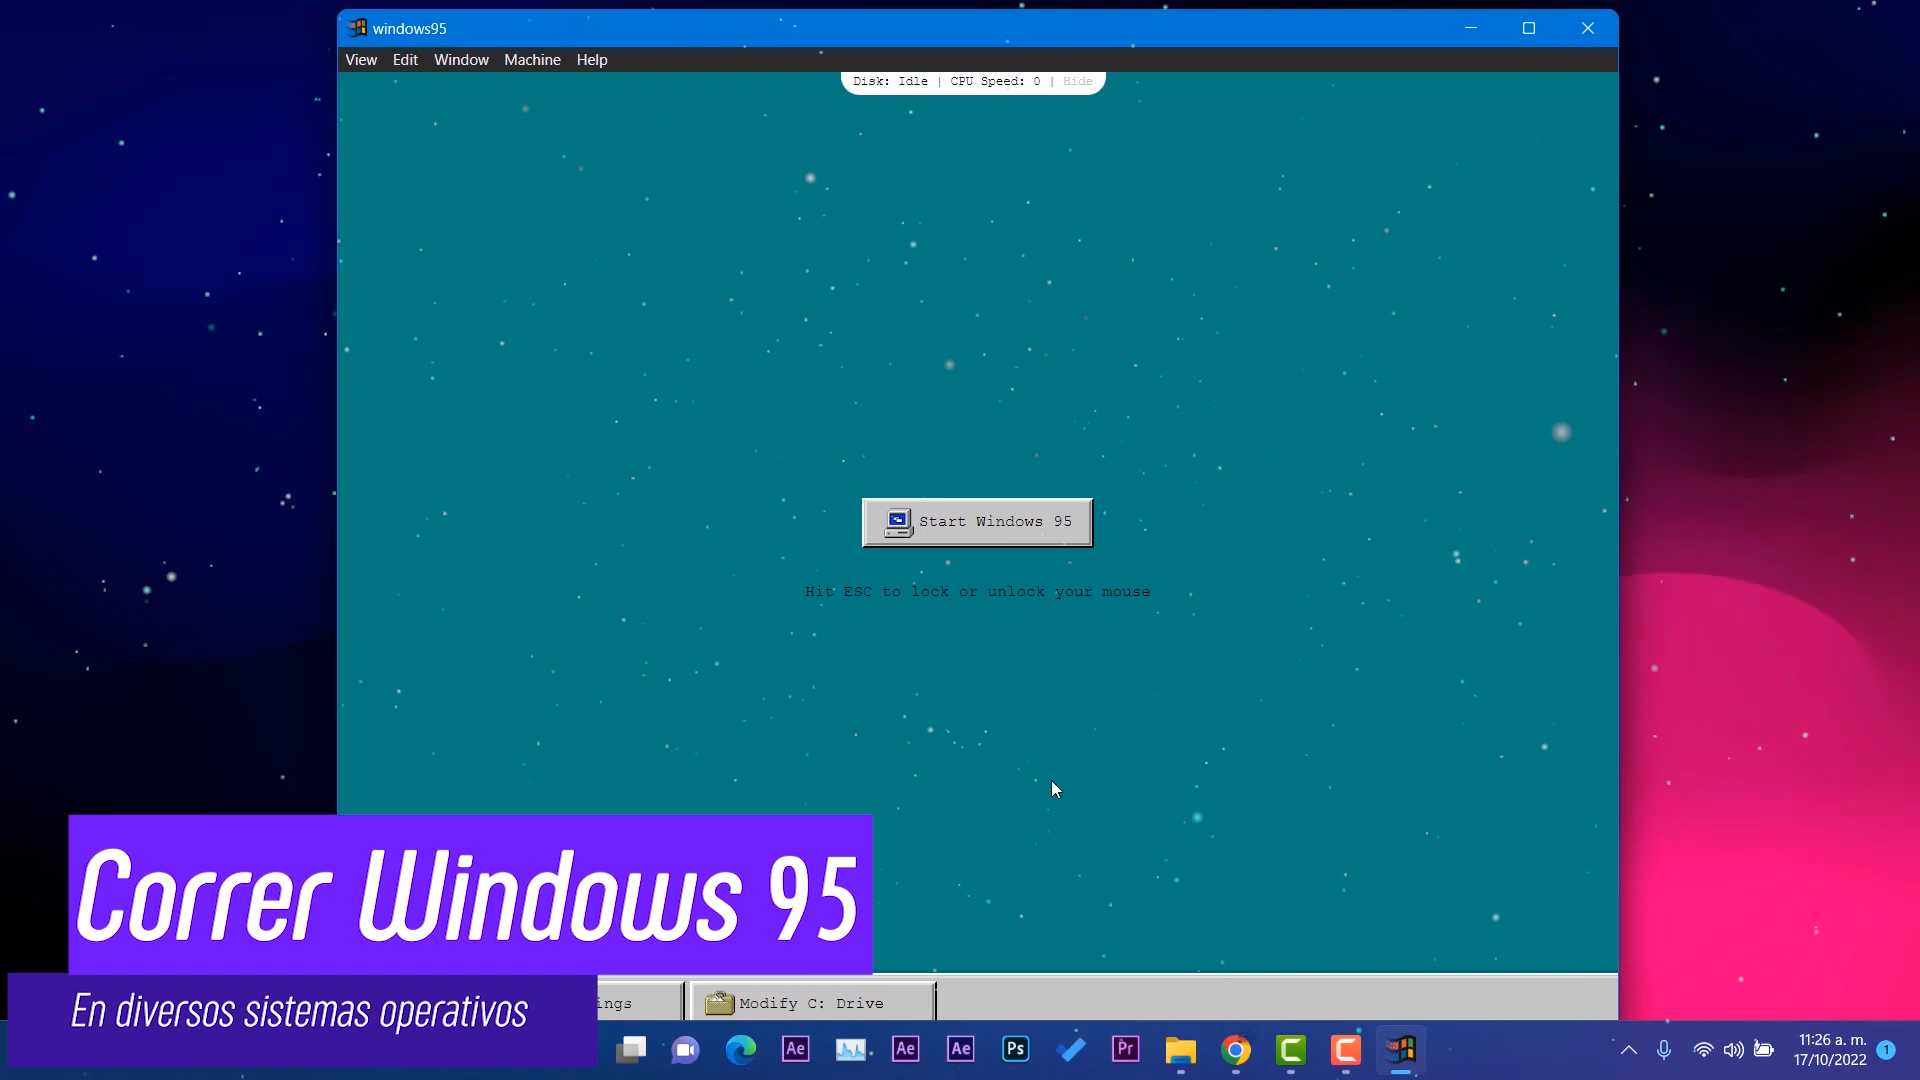 windows95
View Edit Window Machine Help
Disk: Idle | CPU Speed: 0 | Hide
Start Windows 95
Hit ESC to lock or unlock your mouse
Correr Windows 95
En diversos sistemas operativos
ings
Modify C: Drive
Ae Ae Ae Ps Pr
11:26 a. m.
17/10/2022
1